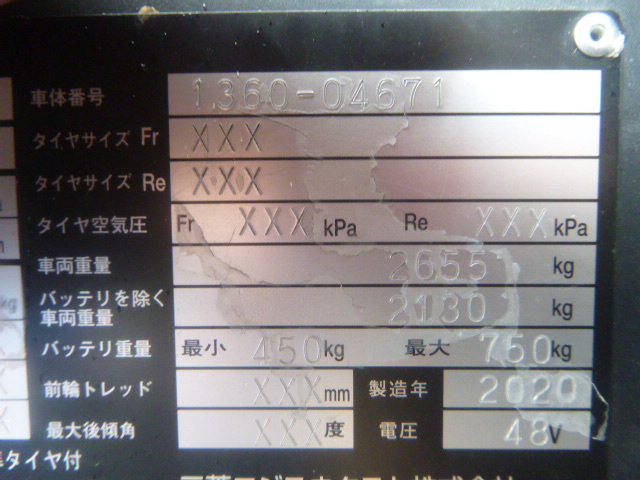 車体番号 1360-04671
タイヤサイズ Fr XXX
タイヤサイズ Re XXX
タイヤ空気圧 Fr XXX kPa Re XXX kPa
車両重量 2655 kg
バッテリを除く
車両重量 2180 kg
バッテリ重量 最小 450 kg 最大 750 kg
前輪トレッド XXX mm 製造年 2020
最大後傾角 XXX 度 電圧 48 V
タイヤ付